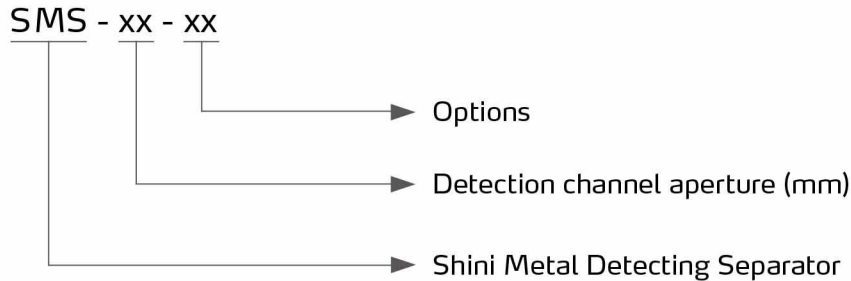 SMS - xx - xx
Options
Detection channel aperture (mm)
Shini Metal Detecting Separator